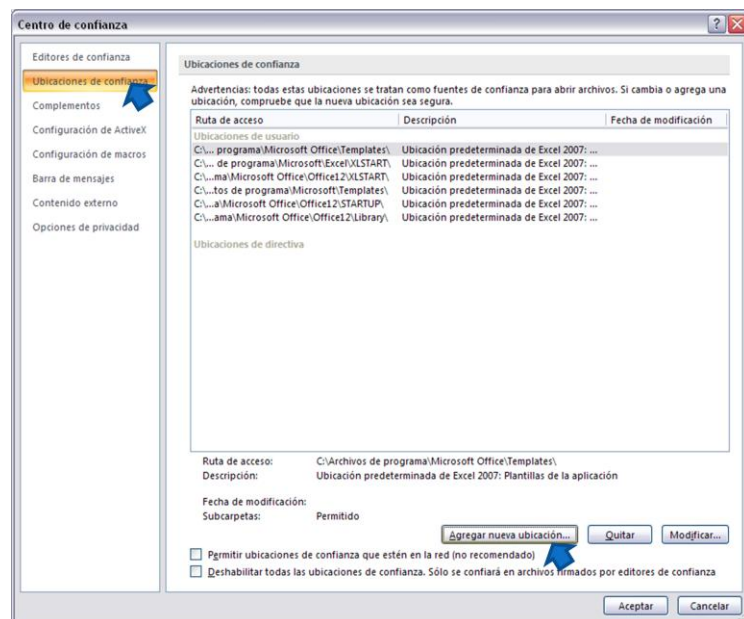 Centro de confianza
Editores de confianza
Ubicaciones de confianza
Complementos
Configuración de ActiveX
Configuración de macros
Barra de mensajes
Contenido externo
Opciones de privacidad
Ubicaciones de confianza
Advertencias: todas estas ubicaciones se tratan como fuentes de confianza para abrir archivos. Si cambia o agrega una
ubicación, compruebe que la nueva ubicación sea segura.
Ruta de acceso Descripción Fecha de modificación
Ubicaciones de usuario
C:\... programa\Microsoft Office\Templates\ Ubicación predeterminada de Excel 2007: ...
C:\... de programa\Microsoft\Excel\XLSTART\ Ubicación predeterminada de Excel 2007: ...
C:\...ma\Microsoft Office\Office12\XLSTART\ Ubicación predeterminada de Excel 2007: ...
C:\...tos de programa\Microsoft\Templates\ Ubicación predeterminada de Excel 2007: ...
C:\...a\Microsoft Office\Office12\STARTUP\ Ubicación predeterminada de Excel 2007: ...
C:\...ama\Microsoft Office\Office12\Library\ Ubicación predeterminada de Excel 2007: ...
Ubicaciones de directiva
Ruta de acceso: C:\Archivos de programa\Microsoft Office\Templates\
Descripción: Ubicación predeterminada de Excel 2007: Plantillas de la aplicación
Fecha de modificación:
Subcarpetas: Permitido
Agregar nueva ubicación... Quitar Modificar...
Permitir ubicaciones de confianza que estén en la red (no recomendado)
Deshabilitar todas las ubicaciones de confianza. Sólo se confiará en archivos firmados por editores de confianza
Aceptar Cancelar